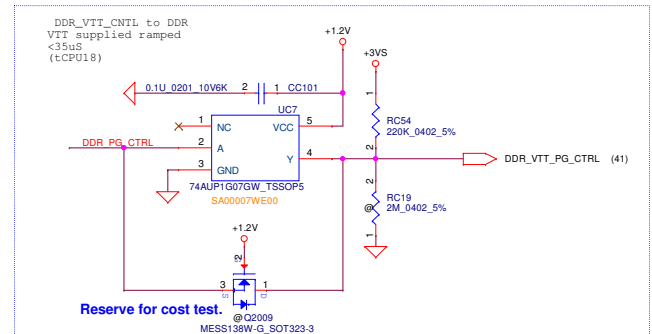 DDR_VTT_CNTL to DDR
VTT supplied ramped
<35uS
(tCPU18)
+1.2V
+3VS
0.1U_0201_10V6K 2 1 CC101
UC7
1 NC VCC 5
DDR_PG_CTRL 2 A Y 4
3 GND
74AUP1G07GW_TSSOP5
SA00007WE00
1
RC54
220K_0402_5%
2
DDR_VTT_PG_CTRL (41)
2
RC19
@ 2M_0402_5%
1
+1.2V
2
G
3 S D 1
Reserve for cost test.
@Q2009
MESS138W-G_SOT323-3